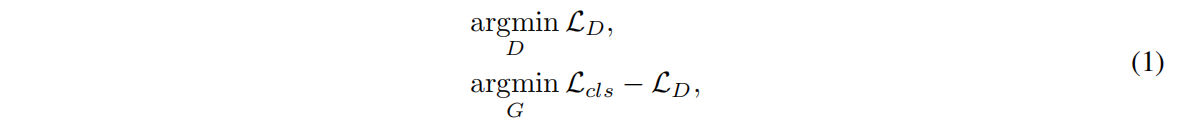 argmin_D ℒ_D,
argmin_G ℒ_cls − ℒ_D,
(1)